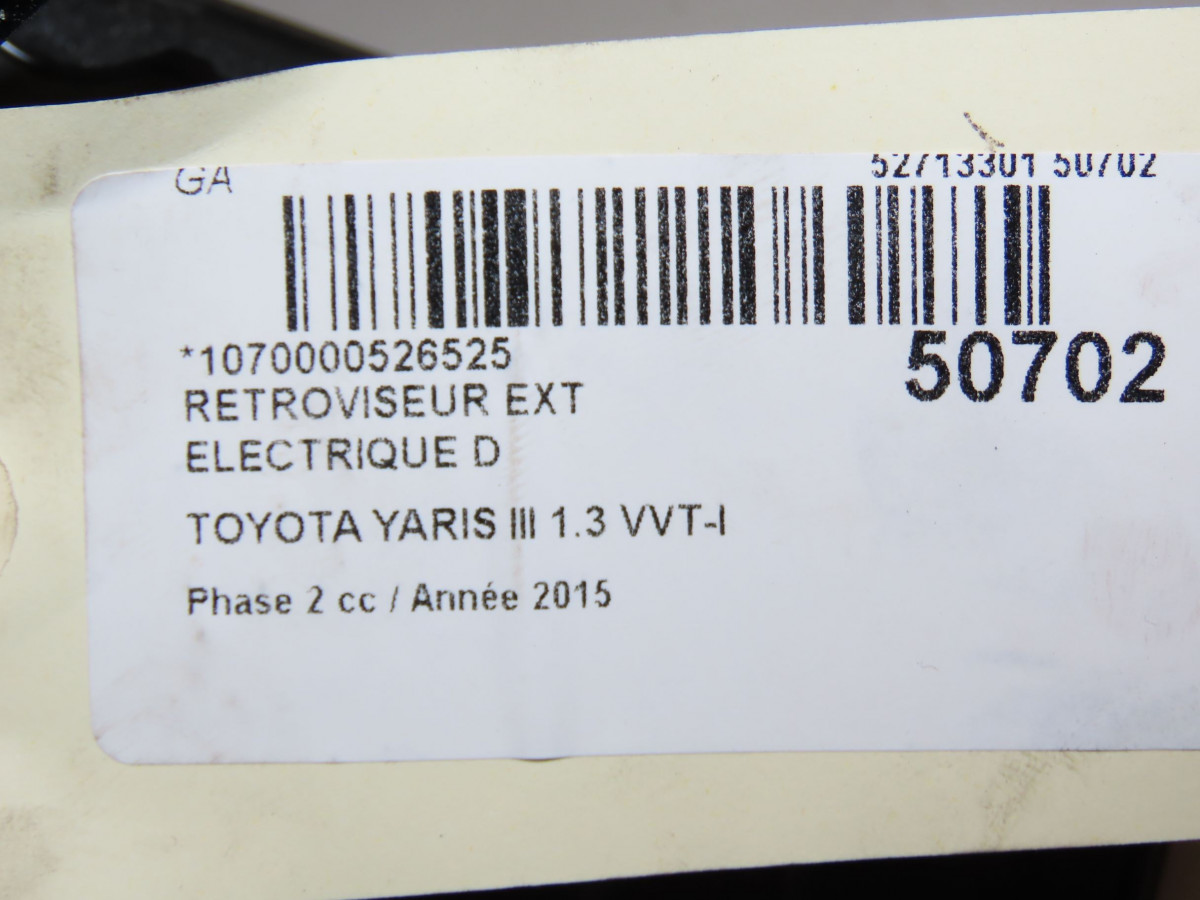 GA
52713301 50702
*1070000526525
50702
RETROVISEUR EXT
ELECTRIQUE D
TOYOTA YARIS III 1.3 VVT-I
Phase 2 cc / Année 2015